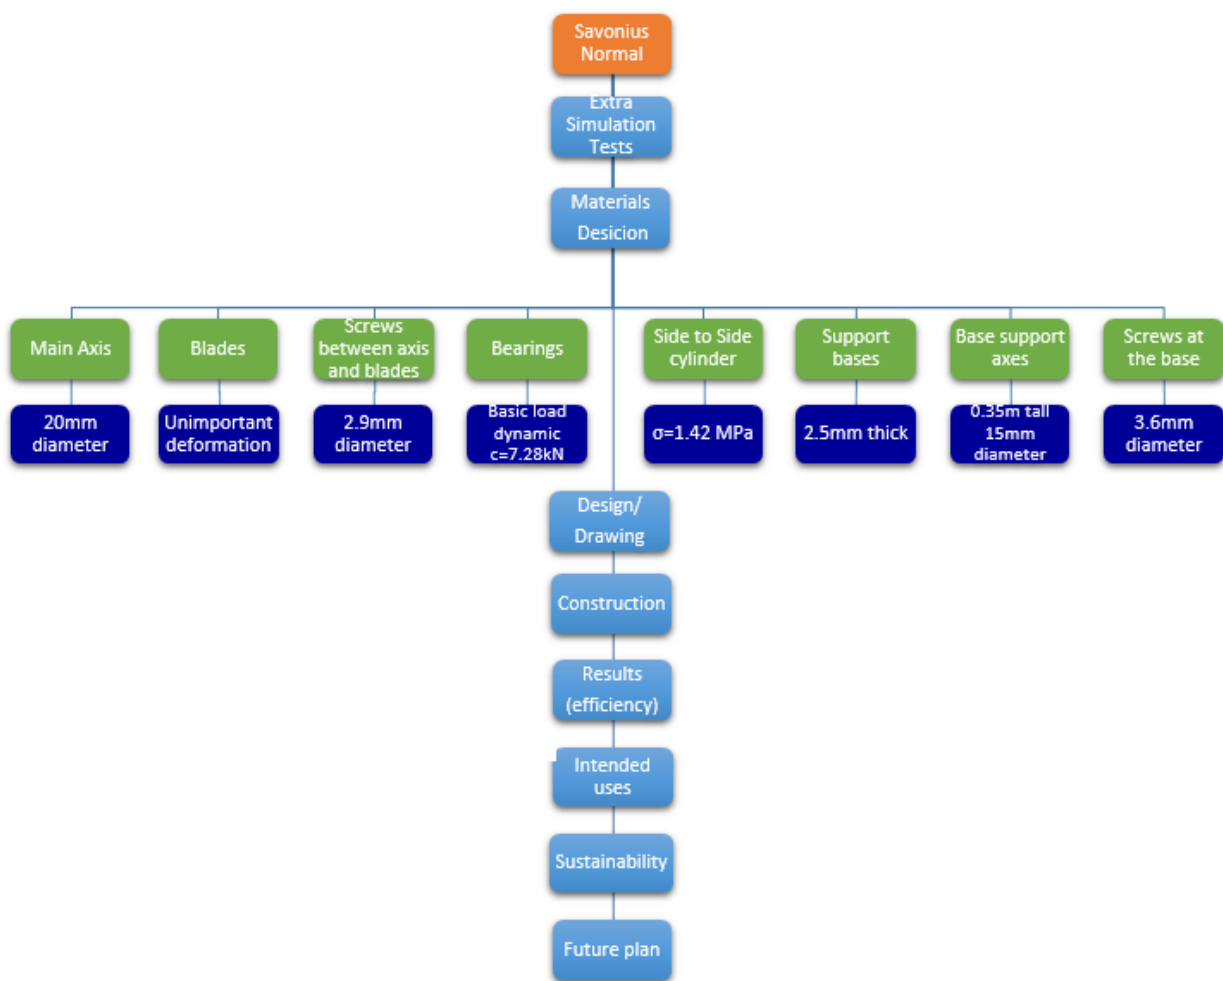 Savonius
Normal
Extra
Simulation
Tests
Materials
Desicion
Main Axis
Blades
Screws
between axis
and blades
Bearings
Side to Side
cylinder
Support
bases
Base support
axes
Screws at
the base
20mm
diameter
Unimportant
deformation
2.9mm
diameter
Basic load
dynamic
c=7.28kN
σ=1.42 MPa
2.5mm thick
0.35m tall
15mm
diameter
3.6mm
diameter
Design/
Drawing
Construction
Results
(efficiency)
Intended
uses
Sustainability
Future plan